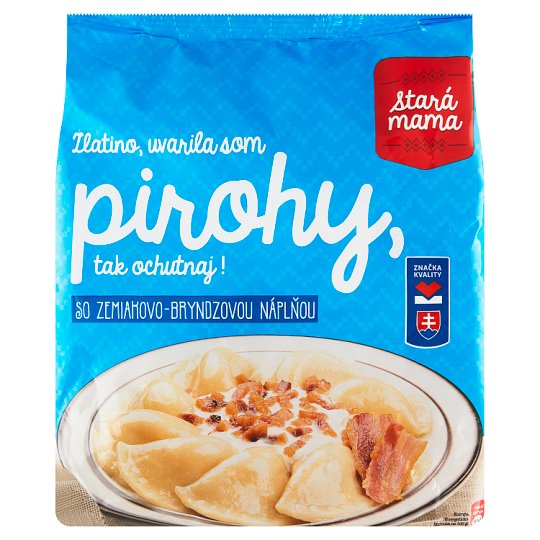 stará
mama
Zlatino, uvarila som
pirohy,
tak ochutnaj!
SO ZEMIAKOVO-BRYNDZOVOU NÁPLŇOU
ZNAČKA
KVALITY